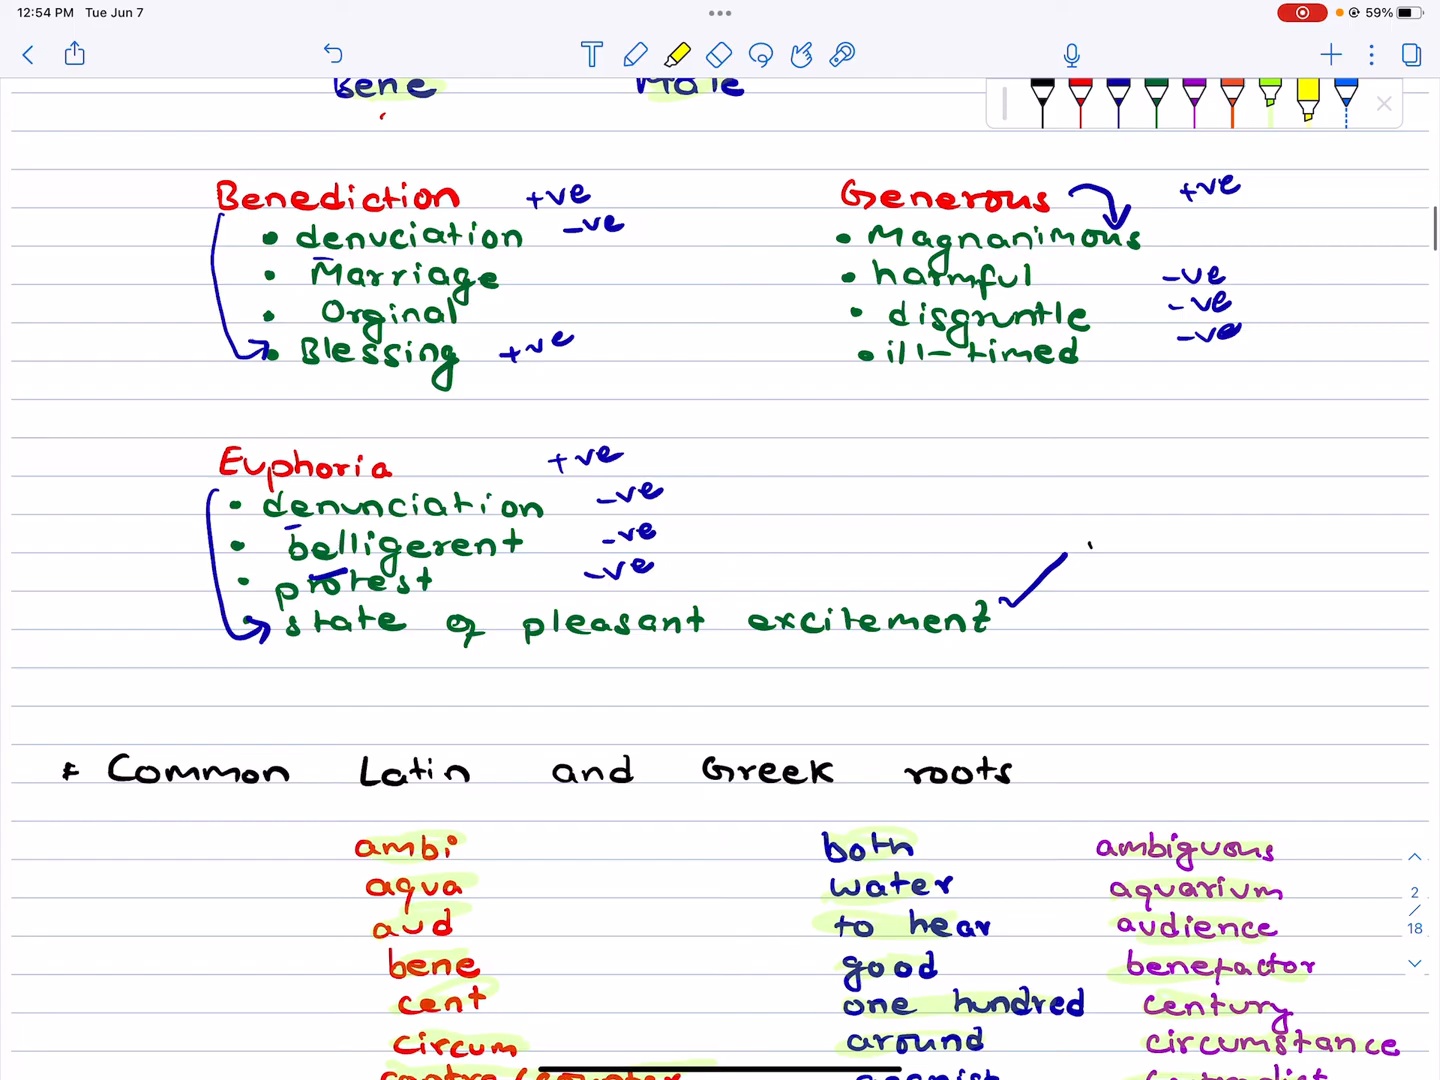 12:54 PM Tue Jun 7
59%
Bene Male
Benediction +ve
• denuciation -ve
• Marriage
• Orginal
• Blessing +ve
Generous +ve
• Magnanimous
• harmful -ve
• disgruntle -ve
• ill-timed -ve
Euphoria +ve
• denunciation -ve
• belligerent -ve
• protest -ve
• state of pleasant excitement
* Common Latin and Greek roots
ambi both ambiguous
aqua water aquarium
aud to hear audience
bene good benefactor
cent one hundred century
circum around circumstance
2 / 18